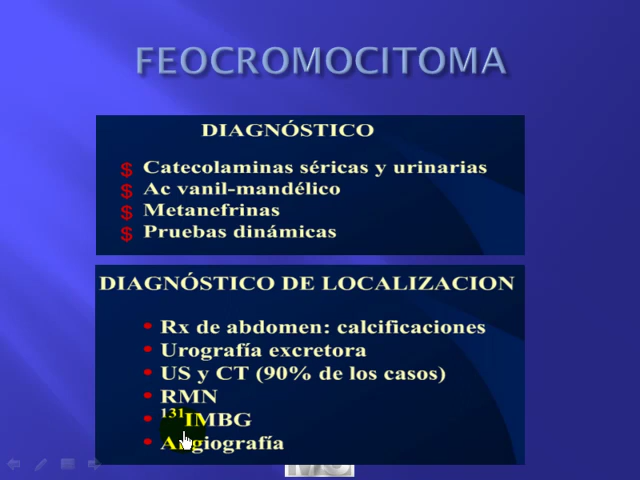 FEOCROMOCITOMA
DIAGNÓSTICO
$ Catecolaminas séricas y urinarias
$ Ac vanil-mandélico
$ Metanefrinas
$ Pruebas dinámicas
DIAGNÓSTICO DE LOCALIZACION
• Rx de abdomen: calcificaciones
• Urografía excretora
• US y CT (90% de los casos)
• RMN
• ¹³¹IMBG
• Angiografía